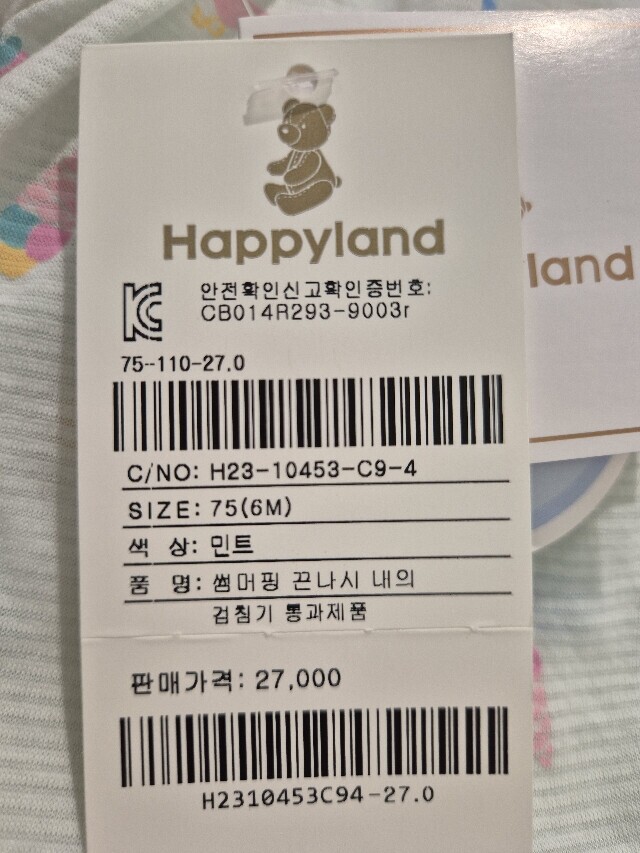 Happyland
안전확인신고확인증번호:
CB014R293-9003r
75--110-27.0
C/NO: H23-10453-C9-4
SIZE: 75(6M)
색 상: 민트
품 명: 썸머핑 끈나시 내의
검침기 통과제품
판매가격: 27,000
H2310453C94-27.0
land